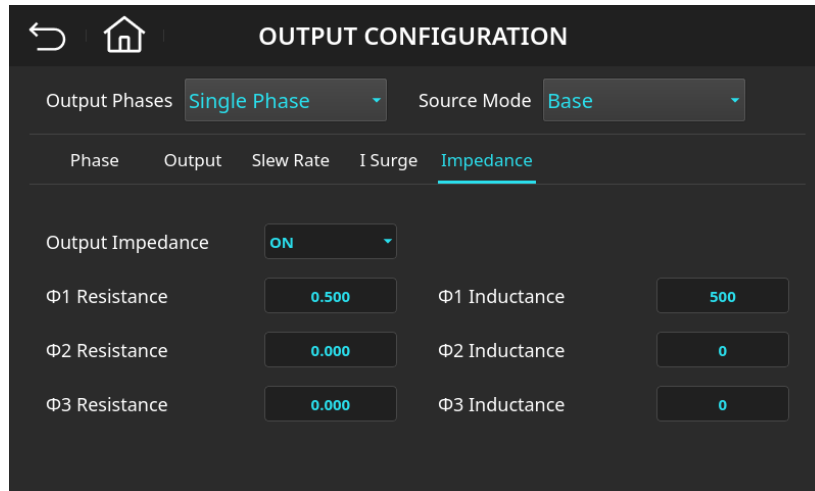 OUTPUT CONFIGURATION
Output Phases Single Phase Source Mode Base
Phase Output Slew Rate I Surge Impedance
Output Impedance ON
Φ1 Resistance 0.500 Φ1 Inductance 500
Φ2 Resistance 0.000 Φ2 Inductance 0
Φ3 Resistance 0.000 Φ3 Inductance 0